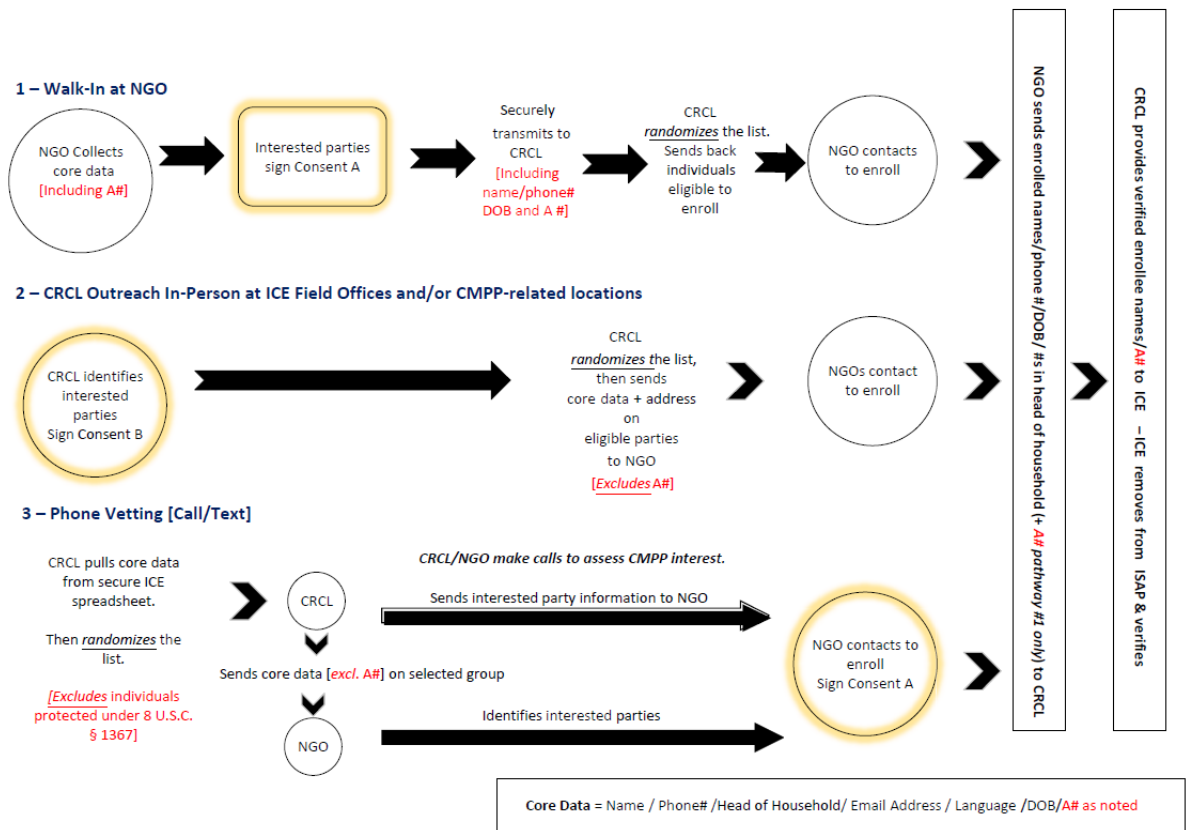 1 – Walk-In at NGO
NGO Collects
core data
[Including A#]
Interested parties
sign Consent A
Securely
transmits to
CRCL
[Including
name/phone#
DOB and A #]
CRCL
randomizes the list.
Sends back
individuals
eligible to
enroll
NGO contacts
to enroll
2 – CRCL Outreach In-Person at ICE Field Offices and/or CMPP-related locations
CRCL identifies
interested
parties
Sign Consent B
CRCL
randomizes the list,
then sends
core data + address
on
eligible parties
to NGO
[Excludes A#]
NGOs contact
to enroll
3 – Phone Vetting [Call/Text]
CRCL pulls core data
from secure ICE
spreadsheet.
Then randomizes the
list.
[Excludes individuals
protected under 8 U.S.C.
§ 1367]
CRCL
CRCL/NGO make calls to assess CMPP interest.
Sends interested party information to NGO
Sends core data [excl. A#] on selected group
NGO
Identifies interested parties
NGO contacts to
enroll
Sign Consent A
NGO sends enrolled names/phone #/DOB/ #s in head of household (+ A# pathway #1 only) to CRCL
CRCL provides verified enrollee names/A# to ICE – ICE removes from ISAP & verifies
Core Data = Name / Phone# /Head of Household/ Email Address / Language /DOB/A# as noted